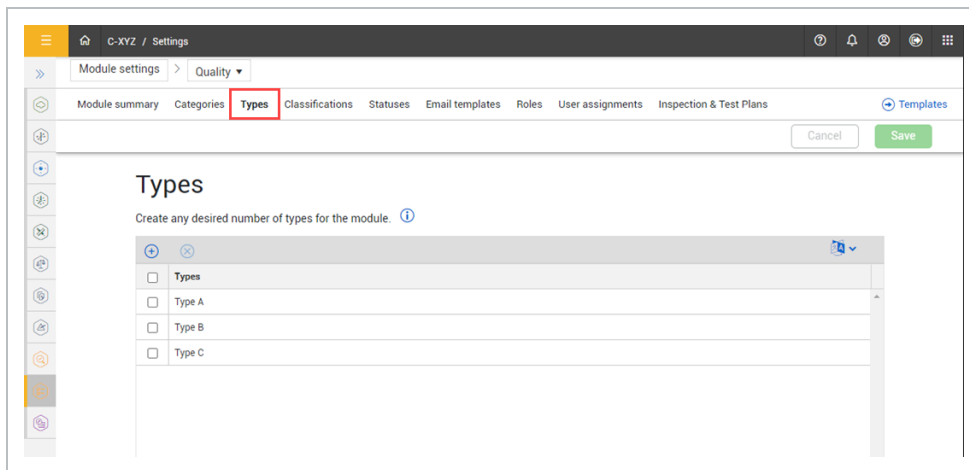 C-XYZ / Settings
Module settings > Quality
Module summary Categories Types Classifications Statuses Email templates Roles User assignments Inspection & Test Plans Templates
Cancel Save
Types
Create any desired number of types for the module.
Types
Type A
Type B
Type C